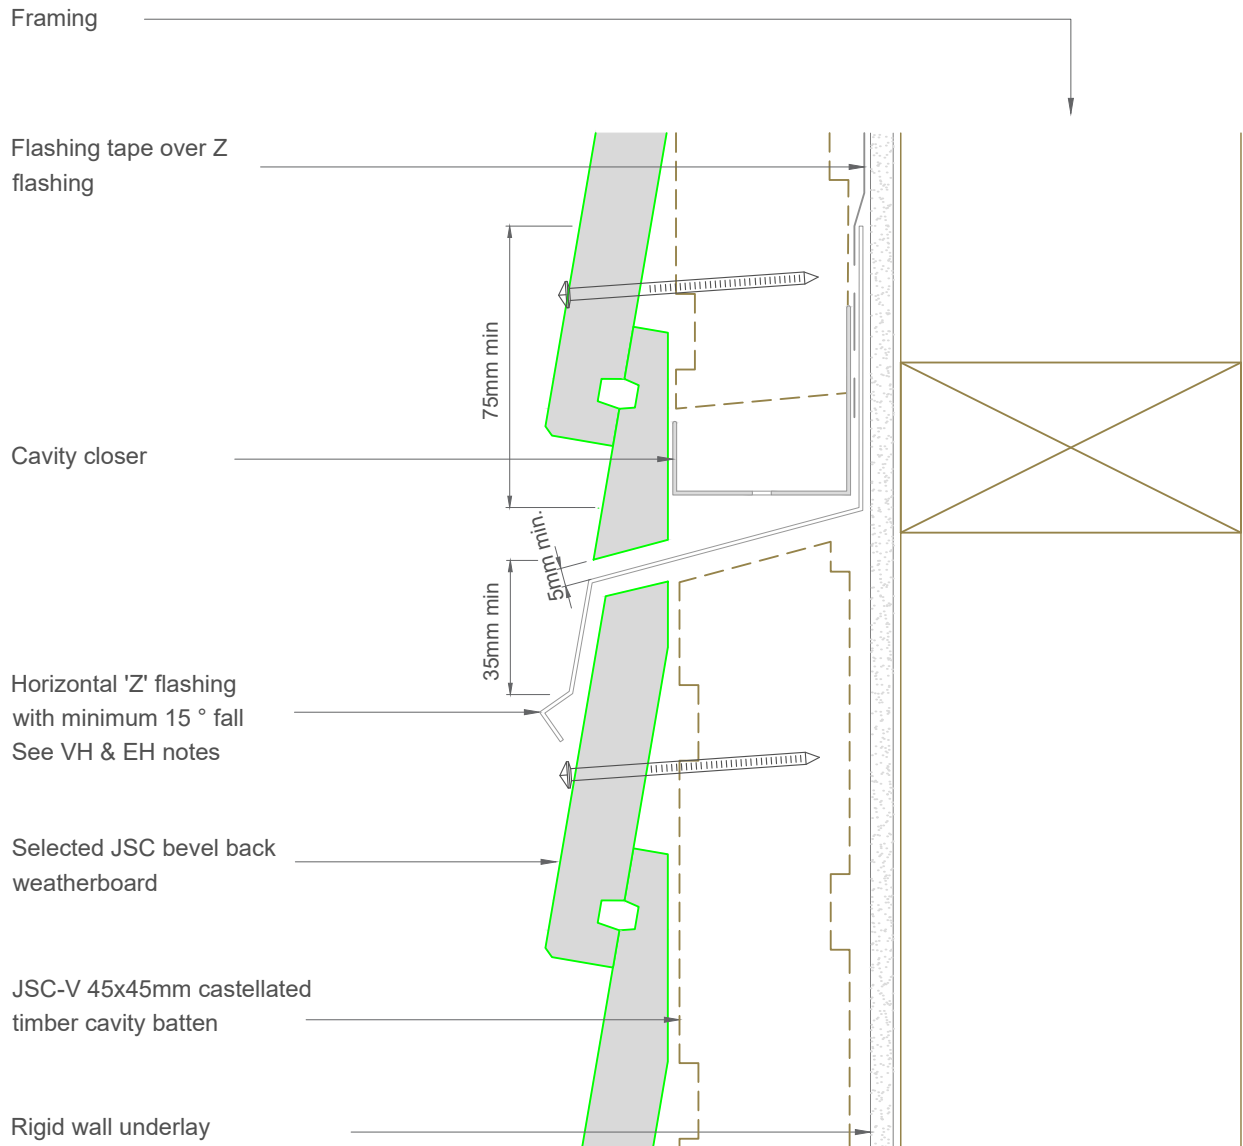 Framing
Flashing tape over Z
flashing
75mm min
Cavity closer
5mm min.
35mm min
Horizontal 'Z' flashing
with minimum 15 ° fall
See VH & EH notes
Selected JSC bevel back
weatherboard
JSC-V 45x45mm castellated
timber cavity batten
Rigid wall underlay